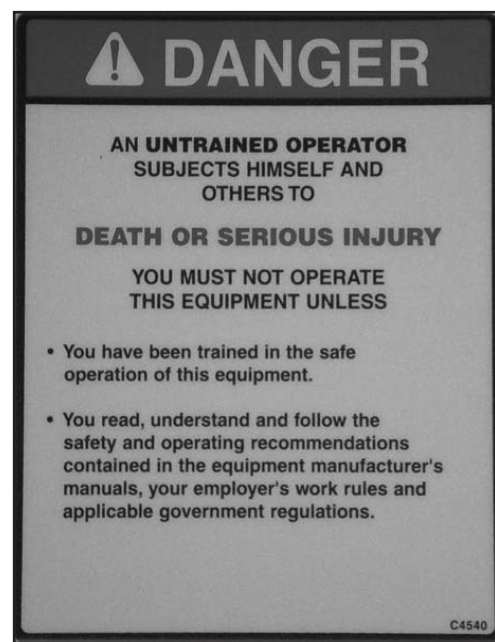 DANGER
AN UNTRAINED OPERATOR
SUBJECTS HIMSELF AND
OTHERS TO
DEATH OR SERIOUS INJURY
YOU MUST NOT OPERATE
THIS EQUIPMENT UNLESS
• You have been trained in the safe
operation of this equipment.
• You read, understand and follow the
safety and operating recommendations
contained in the equipment manufacturer's
manuals, your employer's work rules and
applicable government regulations.
C4540